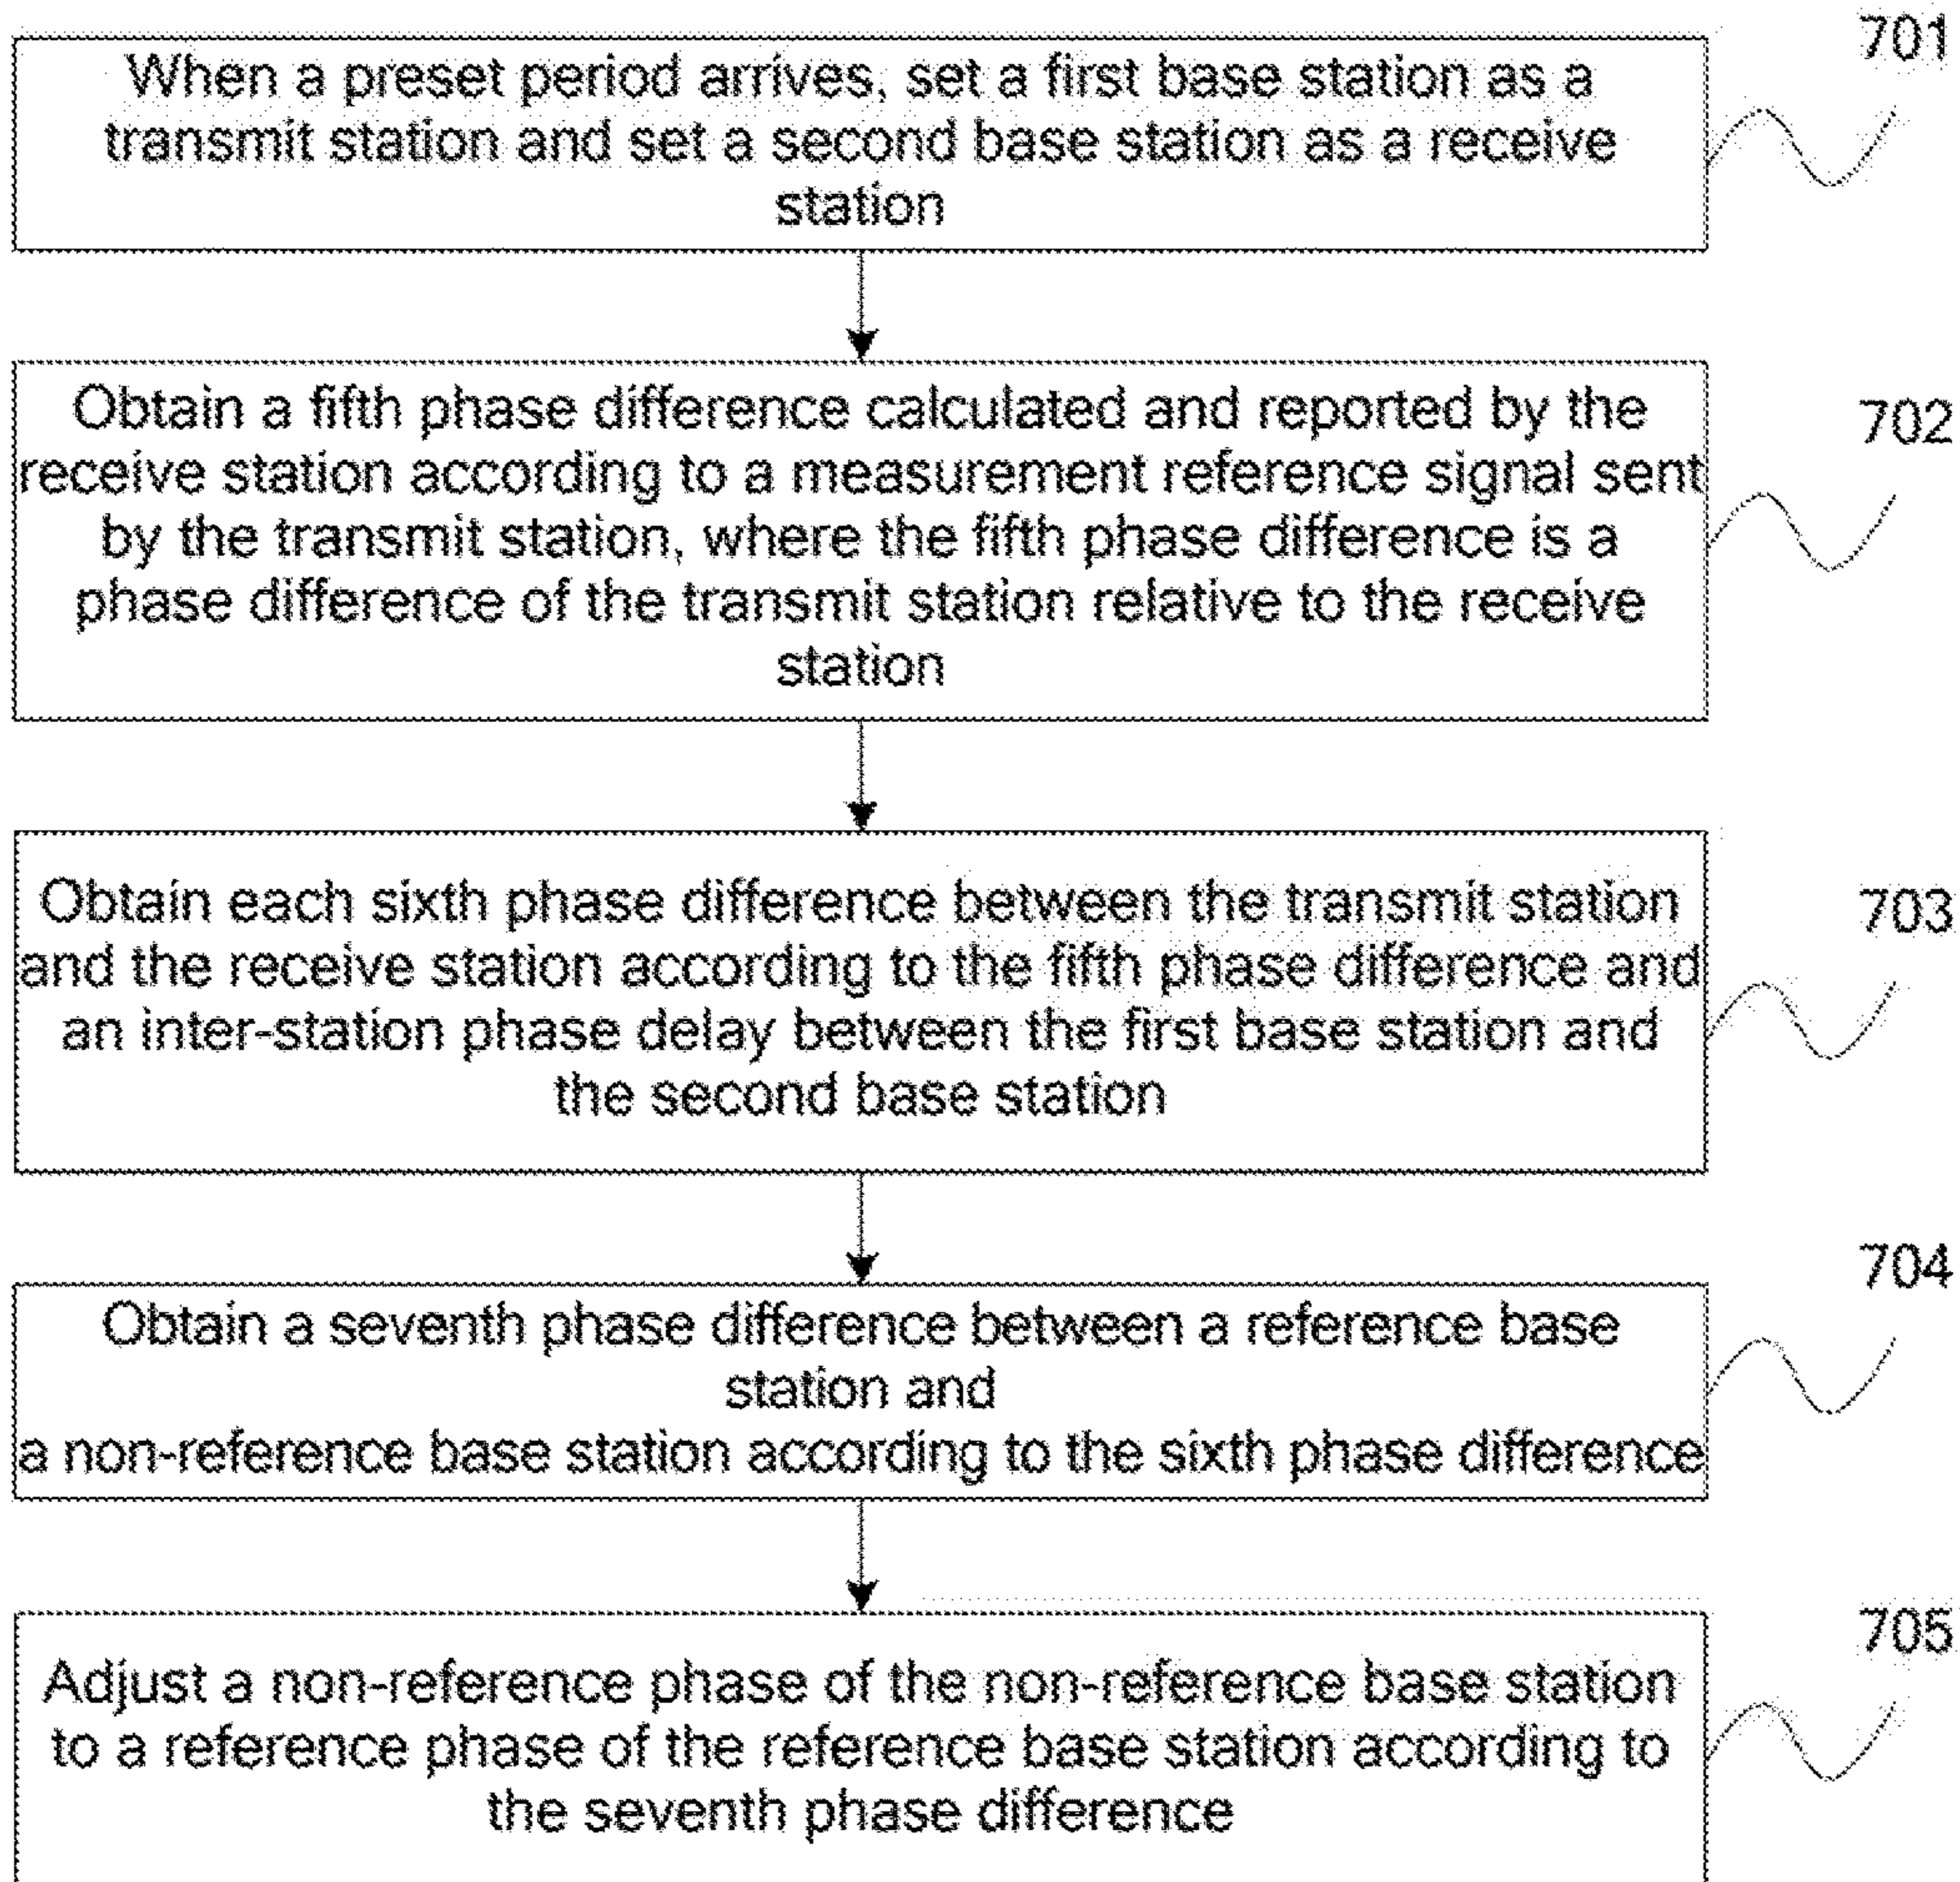 701
When a preset period arrives, set a first base station as a
transmit station and set a second base station as a receive
station
702
Obtain a fifth phase difference calculated and reported by the
receive station according to a measurement reference signal sent
by the transmit station, where the fifth phase difference is a
phase difference of the transmit station relative to the receive
station
703
Obtain each sixth phase difference between the transmit station
and the receive station according to the fifth phase difference and
an inter-station phase delay between the first base station and
the second base station
704
Obtain a seventh phase difference between a reference base
station and
a non-reference base station according to the sixth phase difference
705
Adjust a non-reference phase of the non-reference base station
to a reference phase of the reference base station according to
the seventh phase difference